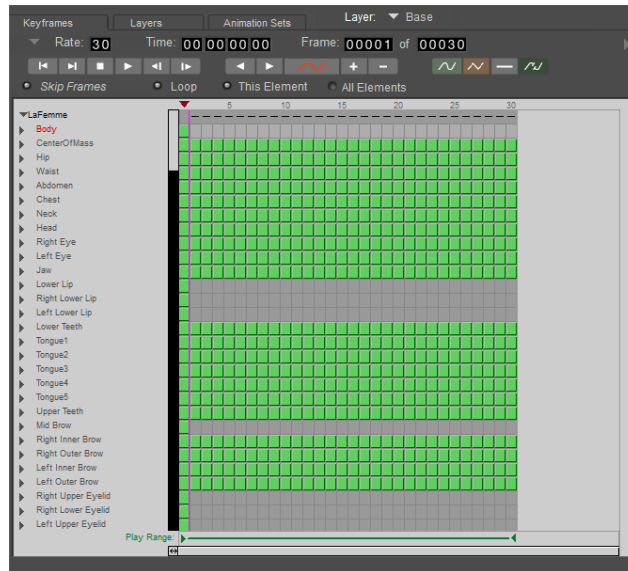 Keyframes Layers Animation Sets Layer: Base
Rate: 30 Time: 00 00 00 00 Frame: 00001 of 00030
Skip Frames Loop This Element All Elements
5 10 15 20 25 30
LaFemme
Body
CenterOfMass
Hip
Waist
Abdomen
Chest
Neck
Head
Right Eye
Left Eye
Jaw
Lower Lip
Right Lower Lip
Left Lower Lip
Lower Teeth
Tongue1
Tongue2
Tongue3
Tongue4
Tongue5
Upper Teeth
Mid Brow
Right Inner Brow
Right Outer Brow
Left Inner Brow
Left Outer Brow
Right Upper Eyelid
Right Lower Eyelid
Left Upper Eyelid
Play Range: